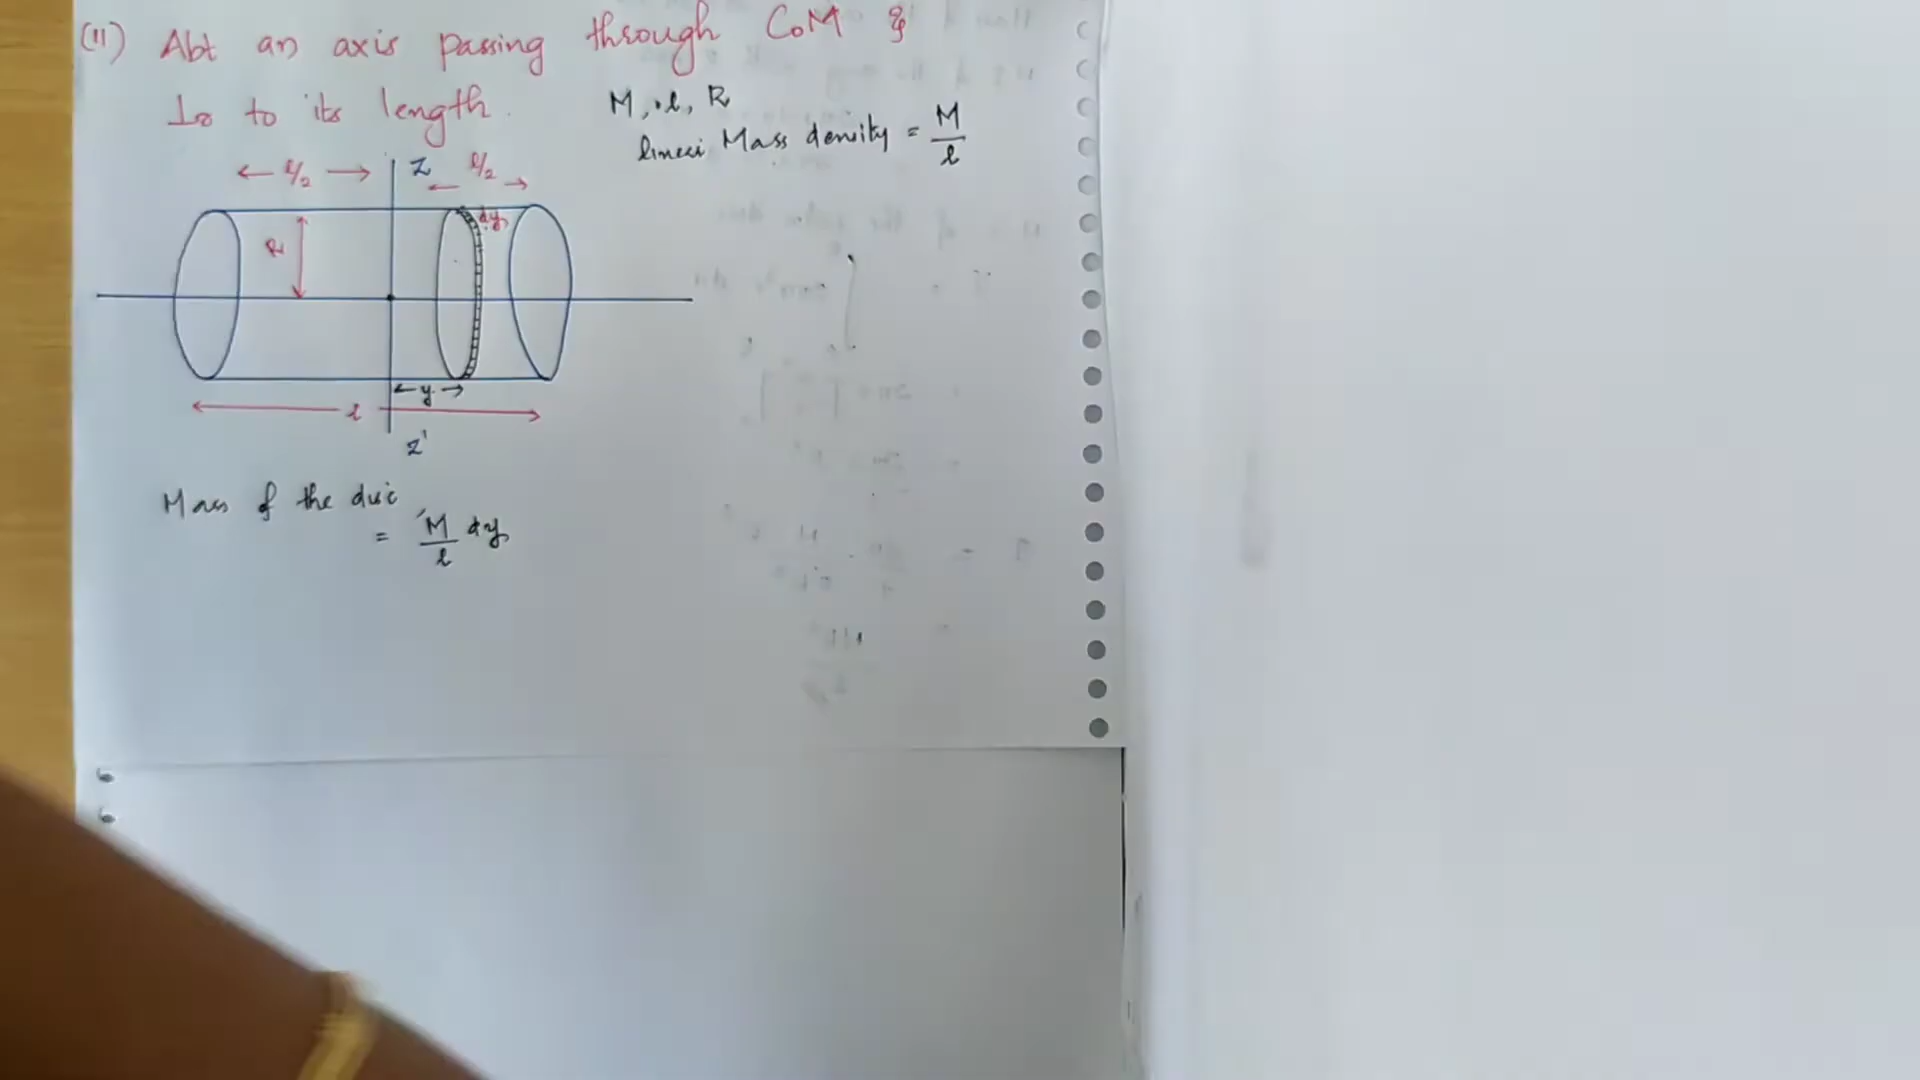 (11) Abt an axis passing through CoM &
⊥r to its length.
M, l, R
linear Mass density = M/l
← l/2 → Z ← l/2 →
dy
R
← y →
← l →
Z'
Mass of the disc
= M/l dy